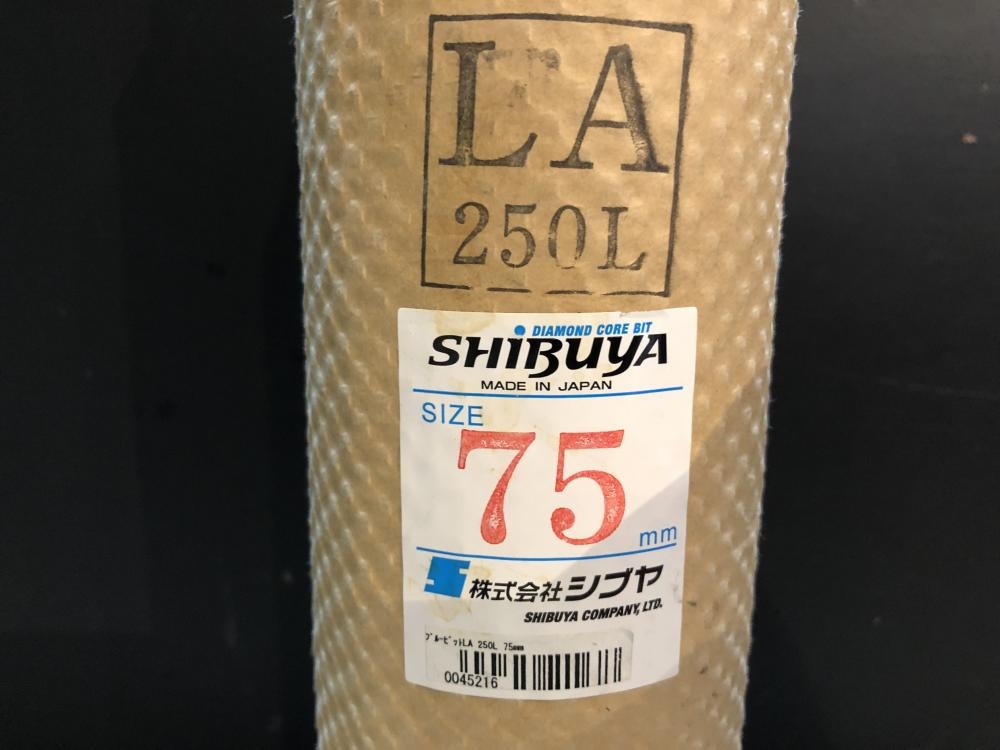 LA
250L
DIAMOND CORE BIT
SHIBUYA
MADE IN JAPAN
SIZE
75
mm
株式会社シブヤ
SHIBUYA COMPANY, LTD.
ブルービットLA 250L 75mm
0045216